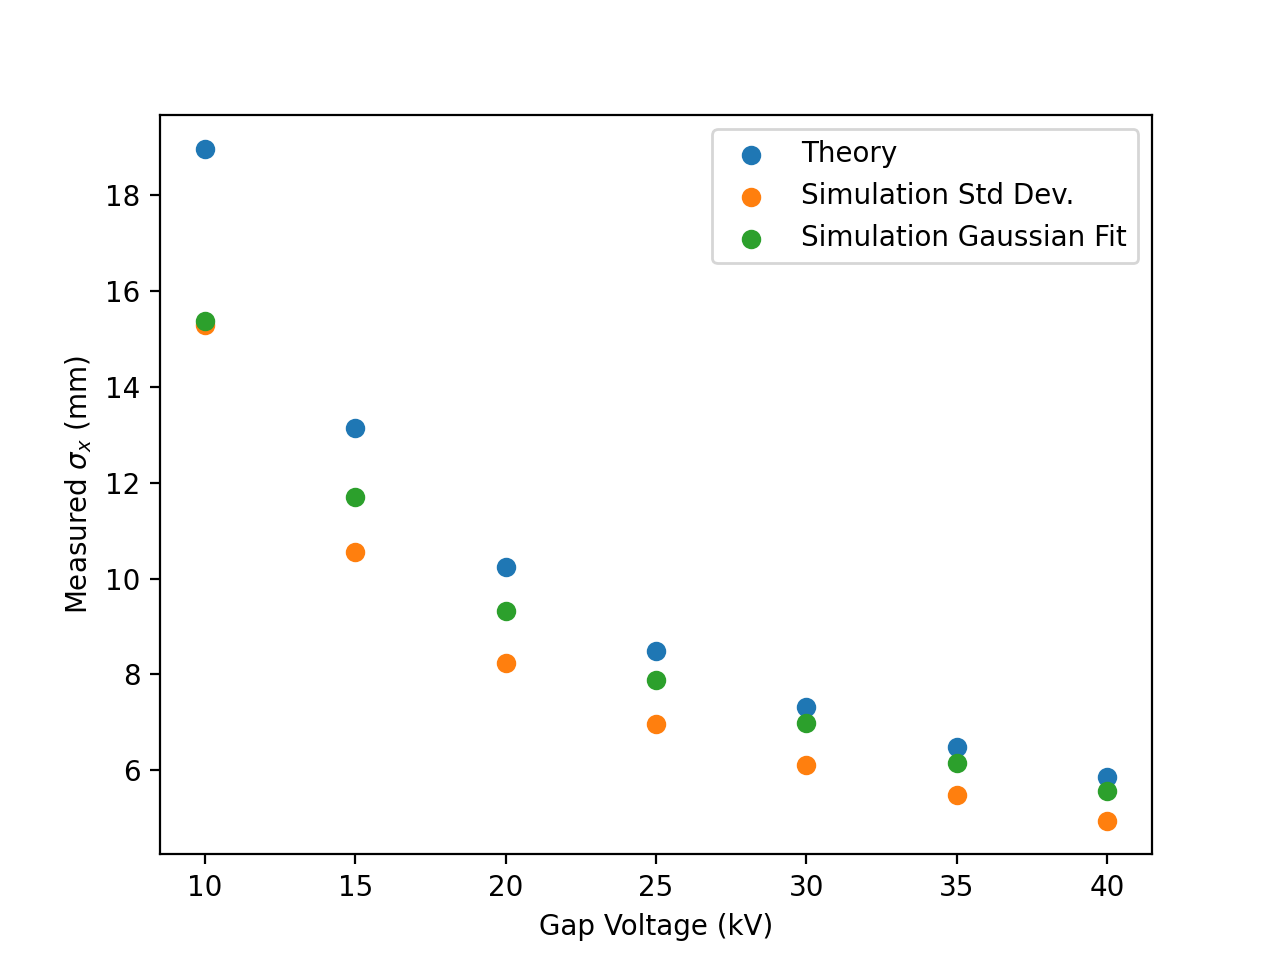 Theory
Simulation Std Dev.
Simulation Gaussian Fit
18
16
14
12
10
8
6
Measured σx (mm)
10 15 20 25 30 35 40
Gap Voltage (kV)